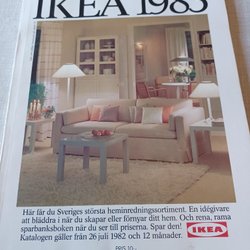 IKEA 1983
Här får du Sveriges största heminredningssortiment. En idégivare
att bläddra i när du skapar eller förnyar ditt hem. Och rena, rama
sparbanksboken när du ser till priserna. Spar den!
Katalogen gäller från 26 juli 1982 och 12 månader.
IKEA
PRIS 10:-